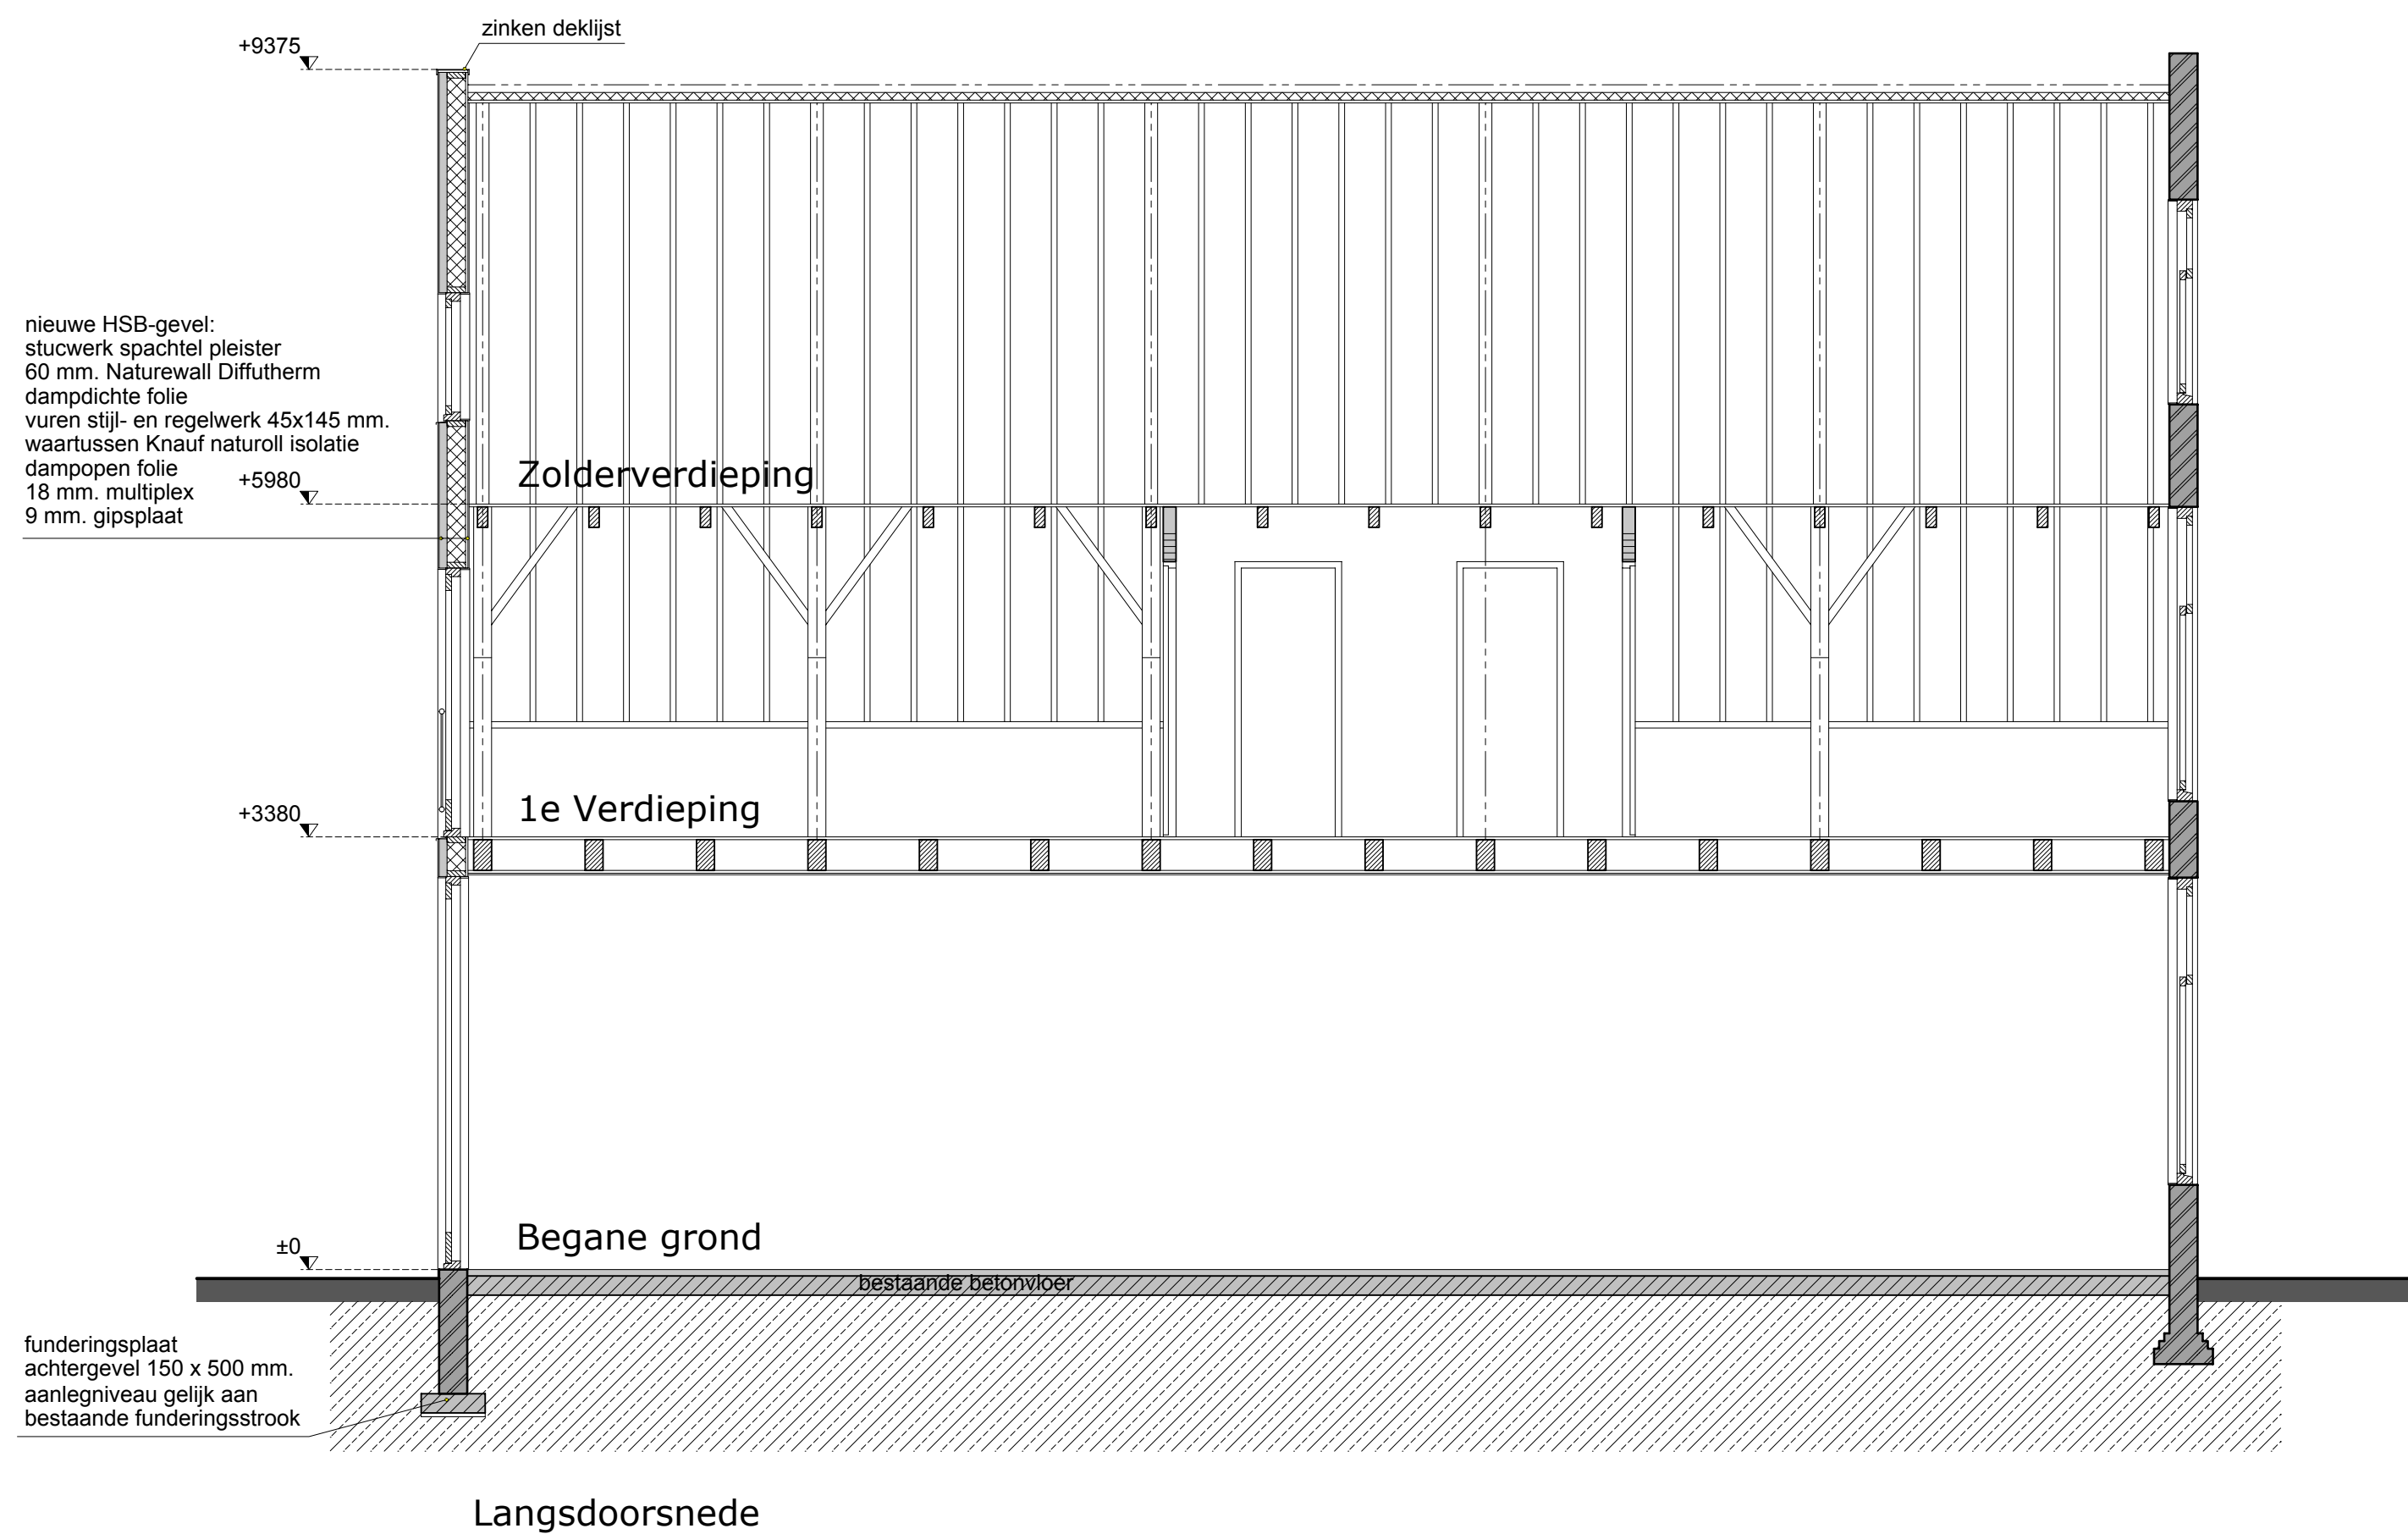 zinken deklijst
+9375
nieuwe HSB-gevel:
stucwerk spachtel pleister
60 mm. Naturewall Diffutherm
dampdichte folie
vuren stijl- en regelwerk 45x145 mm.
waartussen Knauf naturoll isolatie
dampopen folie
18 mm. multiplex
9 mm. gipsplaat
+5980
Zolderverdieping
1e Verdieping
+3380
Begane grond
±0
bestaande betonvloer
funderingsplaat
achtergevel 150 x 500 mm.
aanlegniveau gelijk aan
bestaande funderingsstrook
Langsdoorsnede